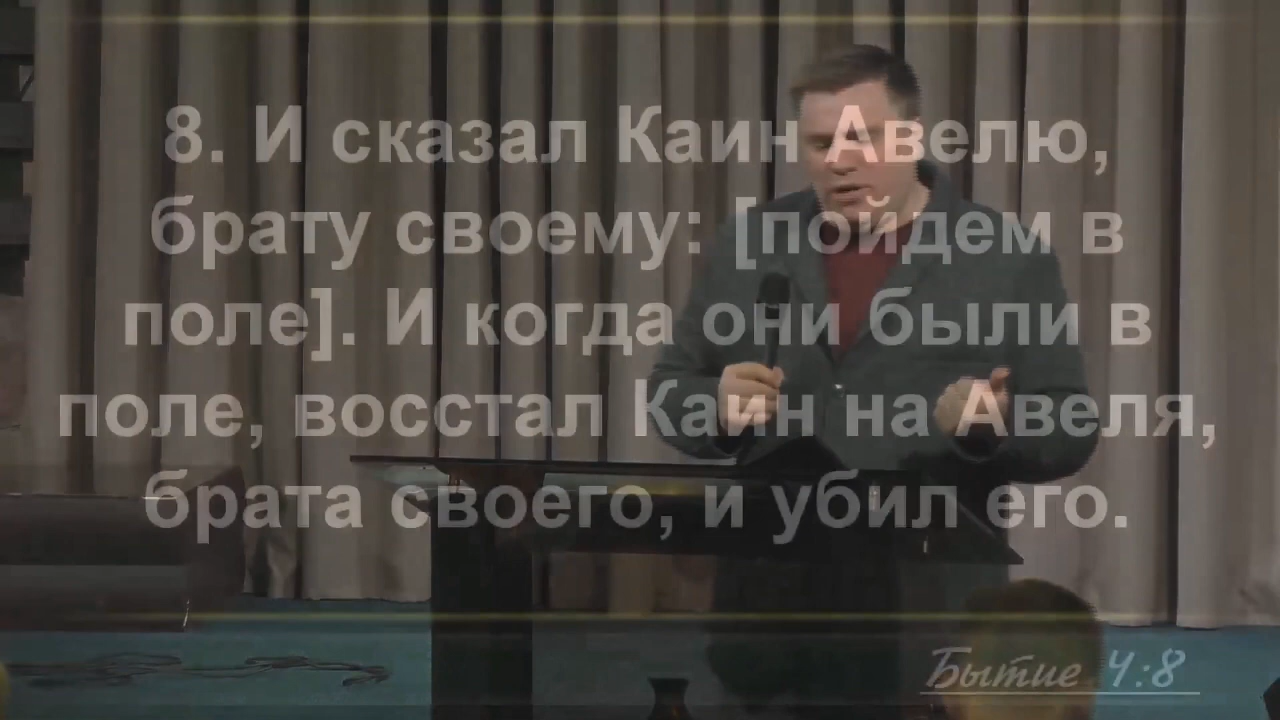 8. И сказал Каин Авелю,
брату своему: [пойдем в
поле]. И когда они были в
поле, восстал Каин на Авеля,
брата своего, и убил его.
Бытие 4:8